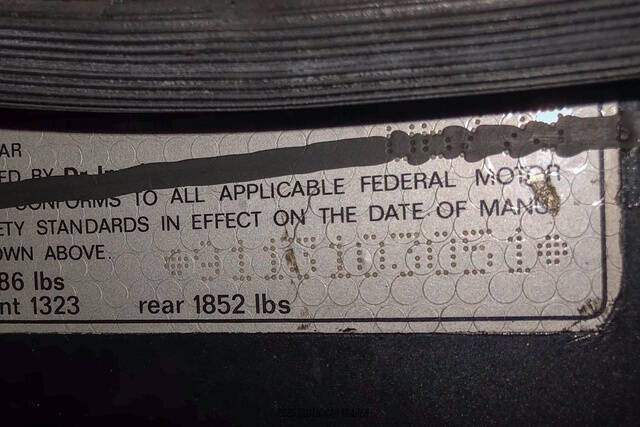 AR
ED BY Dr.
CONFORMS TO ALL APPLICABLE FEDERAL MOTOR
ETY STANDARDS IN EFFECT ON THE DATE OF MANU
OWN ABOVE.
86 lbs
nt 1323 rear 1852 lbs